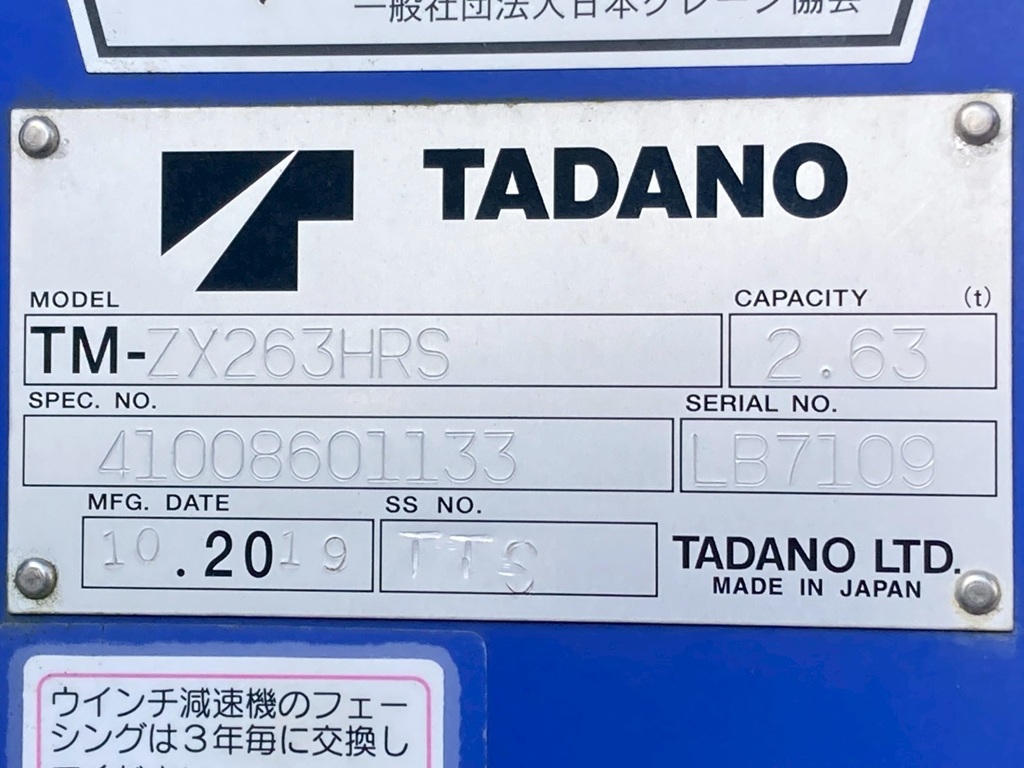 一般社団法人日本クレーン協会
TADANO
MODEL
TM-ZX263HRS
CAPACITY (t)
2.63
SPEC. NO.
41008601133
SERIAL NO.
LB7109
MFG. DATE
10.2019
SS NO.
TTS
TADANO LTD.
MADE IN JAPAN
ウインチ減速機のフェー
シングは3年毎に交換し